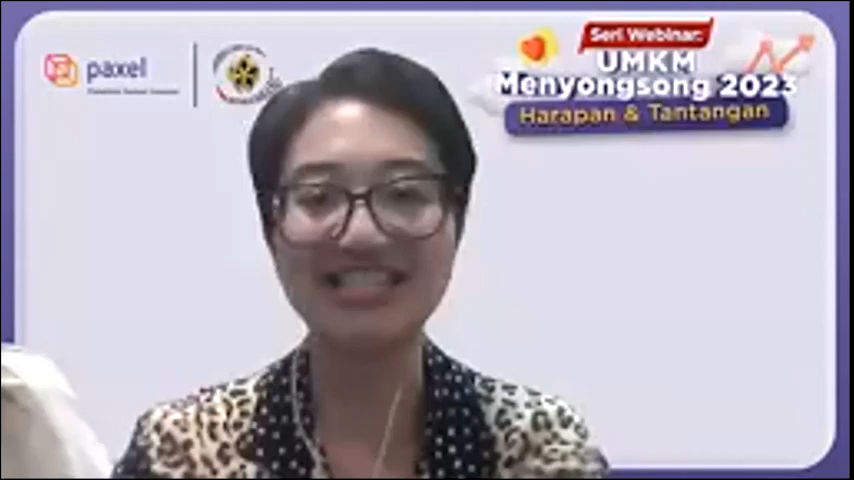 paxel
Seri Webinar:
UMKM
Menyongsong 2023
Harapan & Tantangan